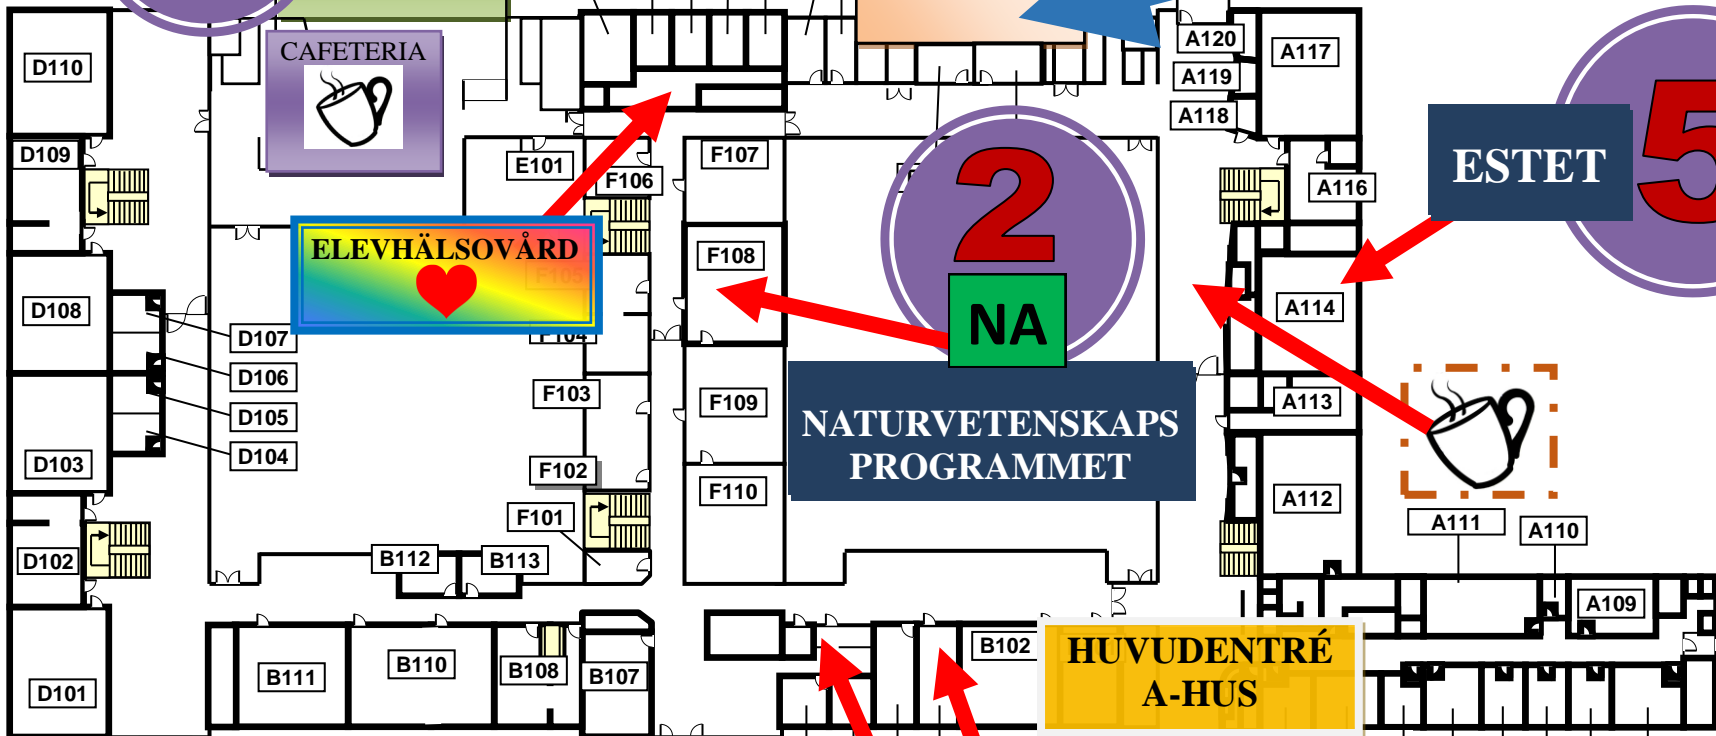 CAFETERIA
D110
D109
D108
D107
D106
D105
D104
D103
D102
D101
E101
F106
ELEVHÄLSOVÅRD
F105
F104
F103
F102
F101
B112
B113
B111
B110
B108
B107
F107
F108
F109
F110
2
NA
NATURVETENSKAPS
PROGRAMMET
B102
HUVUDENTRÉ
A-HUS
A120
A119
A118
A117
A116
A114
A113
A112
ESTET
5
A111
A110
A109